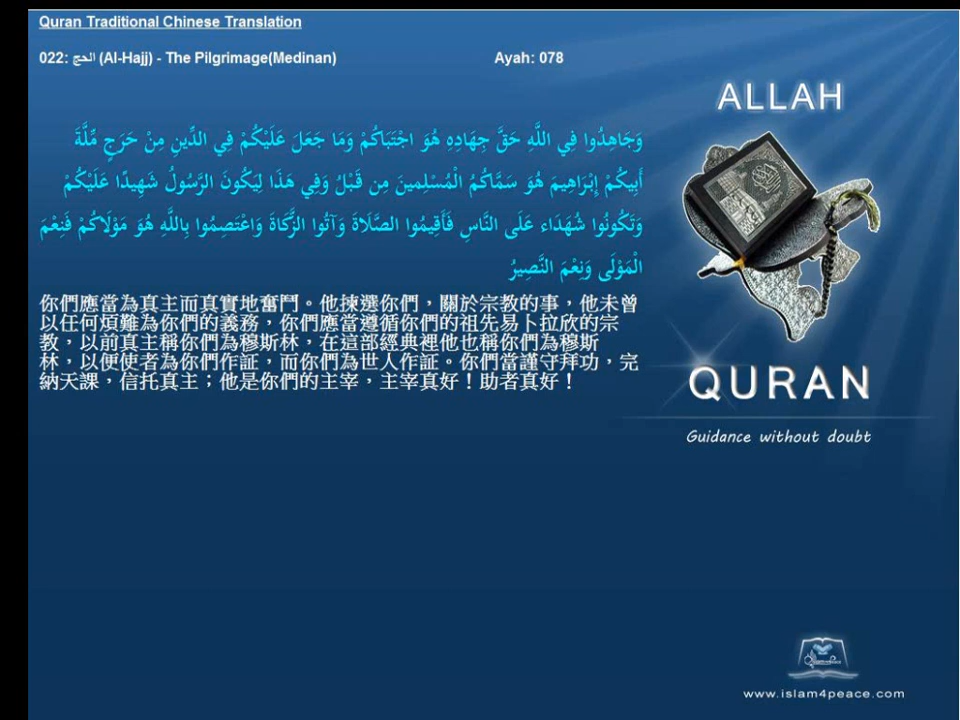 Quran Traditional Chinese Translation
022: الحج (Al-Hajj) - The Pilgrimage(Medinan) Ayah: 078
وَجَاهِدُوا فِي اللَّهِ حَقَّ جِهَادِهِ هُوَ اجْتَبَاكُمْ وَمَا جَعَلَ عَلَيْكُمْ فِي الدِّينِ مِنْ حَرَجٍ مِّلَّةَ
أَبِيكُمْ إِبْرَاهِيمَ هُوَ سَمَّاكُمُ الْمُسْلِمينَ مِن قَبْلُ وَفِي هَذَا لِيَكُونَ الرَّسُولُ شَهِيدًا عَلَيْكُمْ
وَتَكُونُوا شُهَدَاء عَلَى النَّاسِ فَأَقِيمُوا الصَّلَاةَ وَآتُوا الزَّكَاةَ وَاعْتَصِمُوا بِاللَّهِ هُوَ مَوْلَاكُمْ فَنِعْمَ
الْمَوْلَى وَنِعْمَ النَّصِيرُ
你們應當為真主而真實地奮鬥。他揀選你們，關於宗教的事，他未曾
以任何煩難為你們的義務，你們應當遵循你們的祖先易卜拉欣的宗
教，以前真主稱你們為穆斯林，在這部經典裡他也稱你們為穆斯
林，以便使者為你們作証，而你們為世人作証。你們當謹守拜功，完
納天課，信托真主；他是你們的主宰，主宰真好！助者真好！
ALLAH
QURAN
Guidance without doubt
www.islam4peace.com